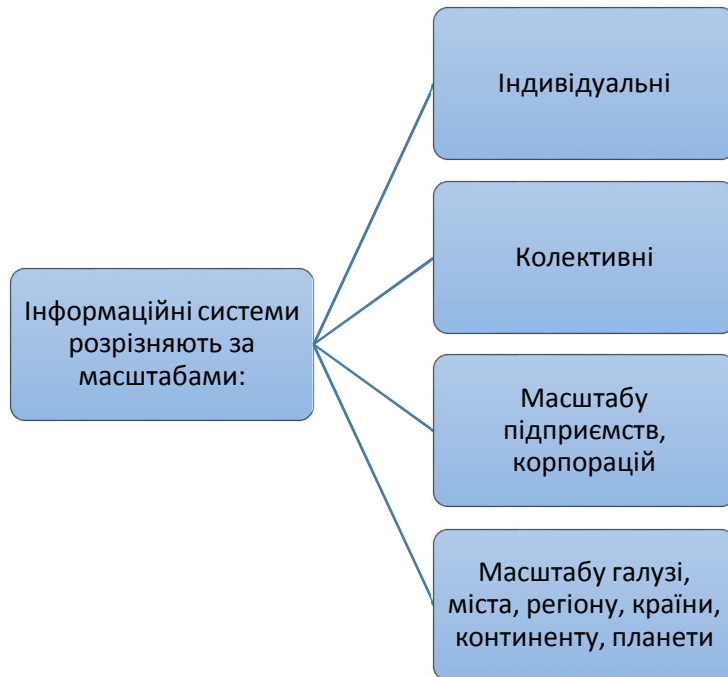 Інформаційні системи
розрізняють за
масштабами:
Індивідуальні
Колективні
Масштабу
підприємств,
корпорацій
Масштабу галузі,
міста, регіону, країни,
континенту, планети